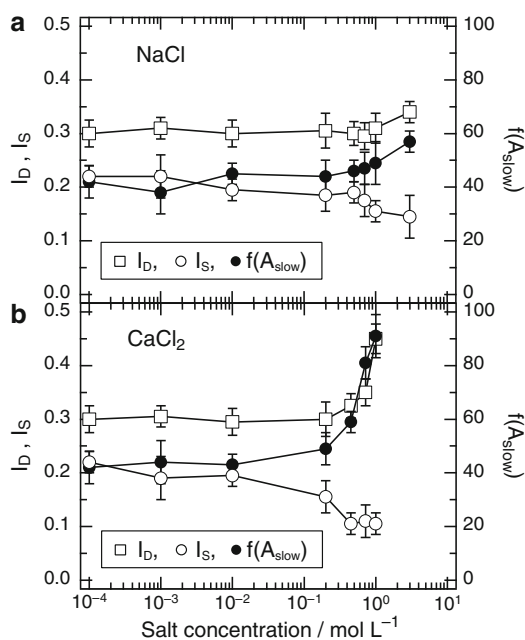 a
NaCl
0.5
0.4
0.3
0.2
0.1
0.0
I_D , I_S
100
80
60
40
20
0
f(A_slow)
□ I_D, ○ I_S, ● f(A_slow)
b
CaCl₂
0.4
0.3
0.2
0.1
0.0
I_D , I_S
100
80
60
40
20
0
f(A_slow)
□ I_D, ○ I_S, ● f(A_slow)
10⁻⁴ 10⁻³ 10⁻² 10⁻¹ 10⁰ 10¹
Salt concentration / mol L⁻¹